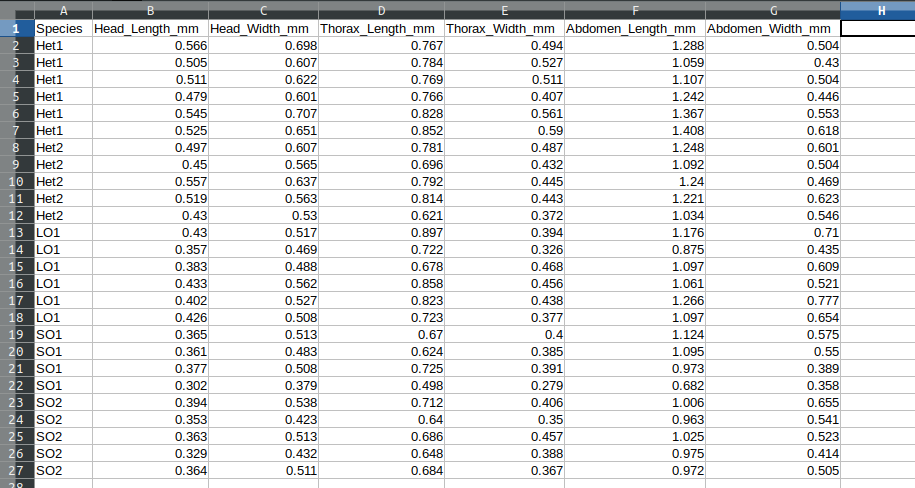 A B C D E F G H
1 Species Head_Length_mm Head_Width_mm Thorax_Length_mm Thorax_Width_mm Abdomen_Length_mm Abdomen_Width_mm
2 Het1 0.566 0.698 0.767 0.494 1.288 0.504
3 Het1 0.505 0.607 0.784 0.527 1.059 0.43
4 Het1 0.511 0.622 0.769 0.511 1.107 0.504
5 Het1 0.479 0.601 0.766 0.407 1.242 0.446
6 Het1 0.545 0.707 0.828 0.561 1.367 0.553
7 Het1 0.525 0.651 0.852 0.59 1.408 0.618
8 Het2 0.497 0.607 0.781 0.487 1.248 0.601
9 Het2 0.45 0.565 0.696 0.432 1.092 0.504
10 Het2 0.557 0.637 0.792 0.445 1.24 0.469
11 Het2 0.519 0.563 0.814 0.443 1.221 0.623
12 Het2 0.43 0.53 0.621 0.372 1.034 0.546
13 LO1 0.43 0.517 0.897 0.394 1.176 0.71
14 LO1 0.357 0.469 0.722 0.326 0.875 0.435
15 LO1 0.383 0.488 0.678 0.468 1.097 0.609
16 LO1 0.433 0.562 0.858 0.456 1.061 0.521
17 LO1 0.402 0.527 0.823 0.438 1.266 0.777
18 LO1 0.426 0.508 0.723 0.377 1.097 0.654
19 SO1 0.365 0.513 0.67 0.4 1.124 0.575
20 SO1 0.361 0.483 0.624 0.385 1.095 0.55
21 SO1 0.377 0.508 0.725 0.391 0.973 0.389
22 SO1 0.302 0.379 0.498 0.279 0.682 0.358
23 SO2 0.394 0.538 0.712 0.406 1.006 0.655
24 SO2 0.353 0.423 0.64 0.35 0.963 0.541
25 SO2 0.363 0.513 0.686 0.457 1.025 0.523
26 SO2 0.329 0.432 0.648 0.388 0.975 0.414
27 SO2 0.364 0.511 0.684 0.367 0.972 0.505
28